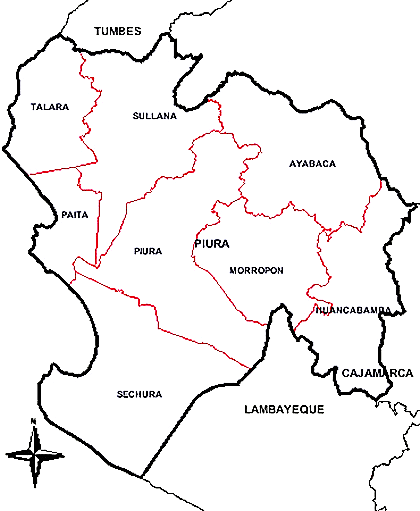 TUMBES
TALARA
SULLANA
AYABACA
PAITA
PIURA
PIURA
MORROPON
HUANCABAMBA
CAJAMARCA
SECHURA
LAMBAYEQUE
N